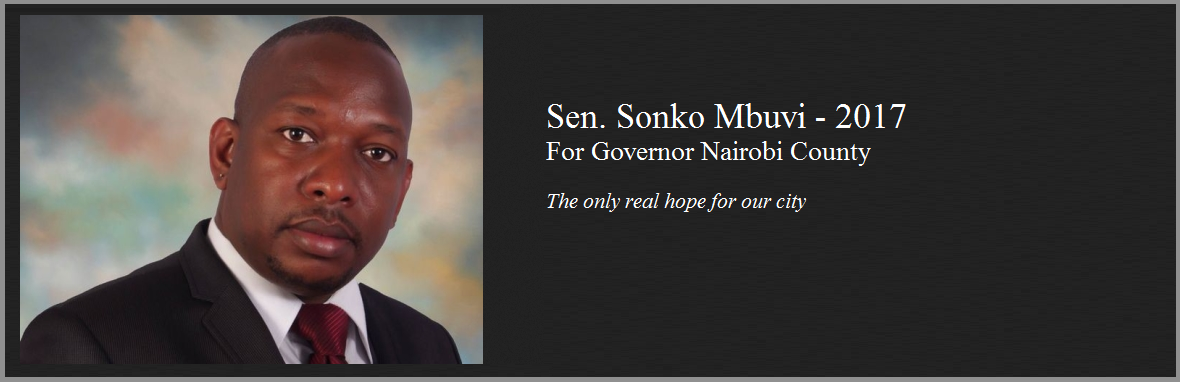 Sen. Sonko Mbuvi - 2017
For Governor Nairobi County
The only real hope for our city